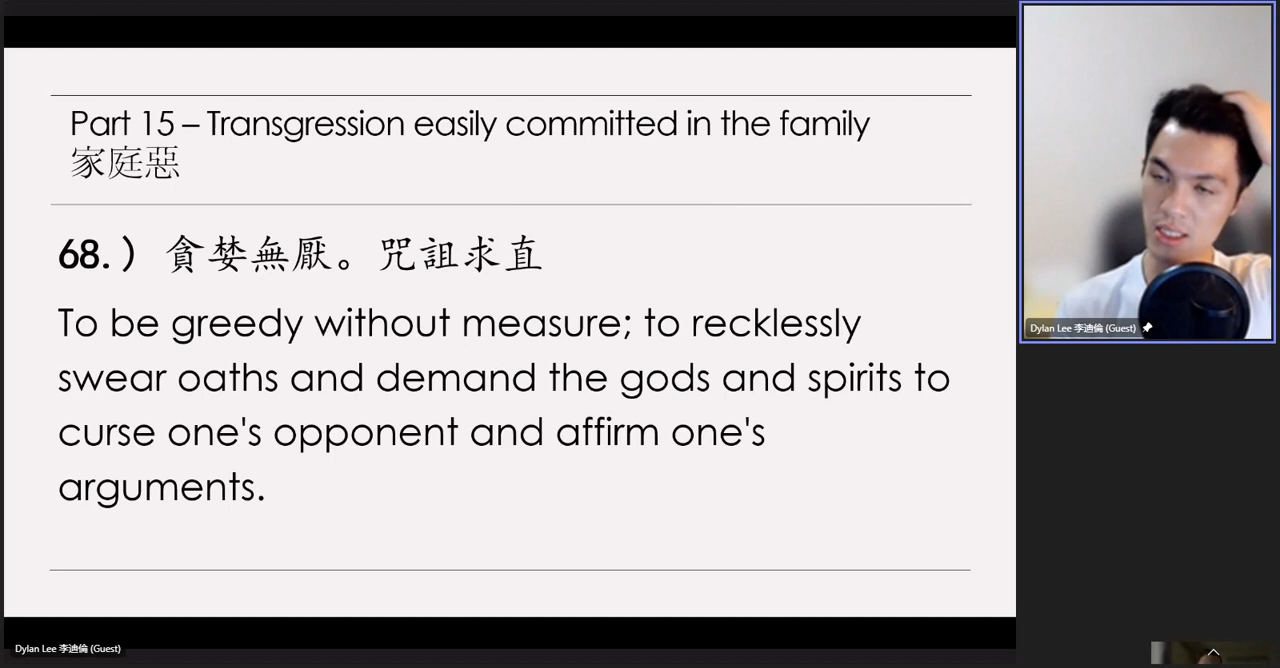 Part 15 – Transgression easily committed in the family
家庭惡
68.) 貪婪無厭。咒詛求直
To be greedy without measure; to recklessly
swear oaths and demand the gods and spirits to
curse one's opponent and affirm one's
arguments.
Dylan Lee 李迪倫 (Guest)
Dylan Lee 李迪倫 (Guest)